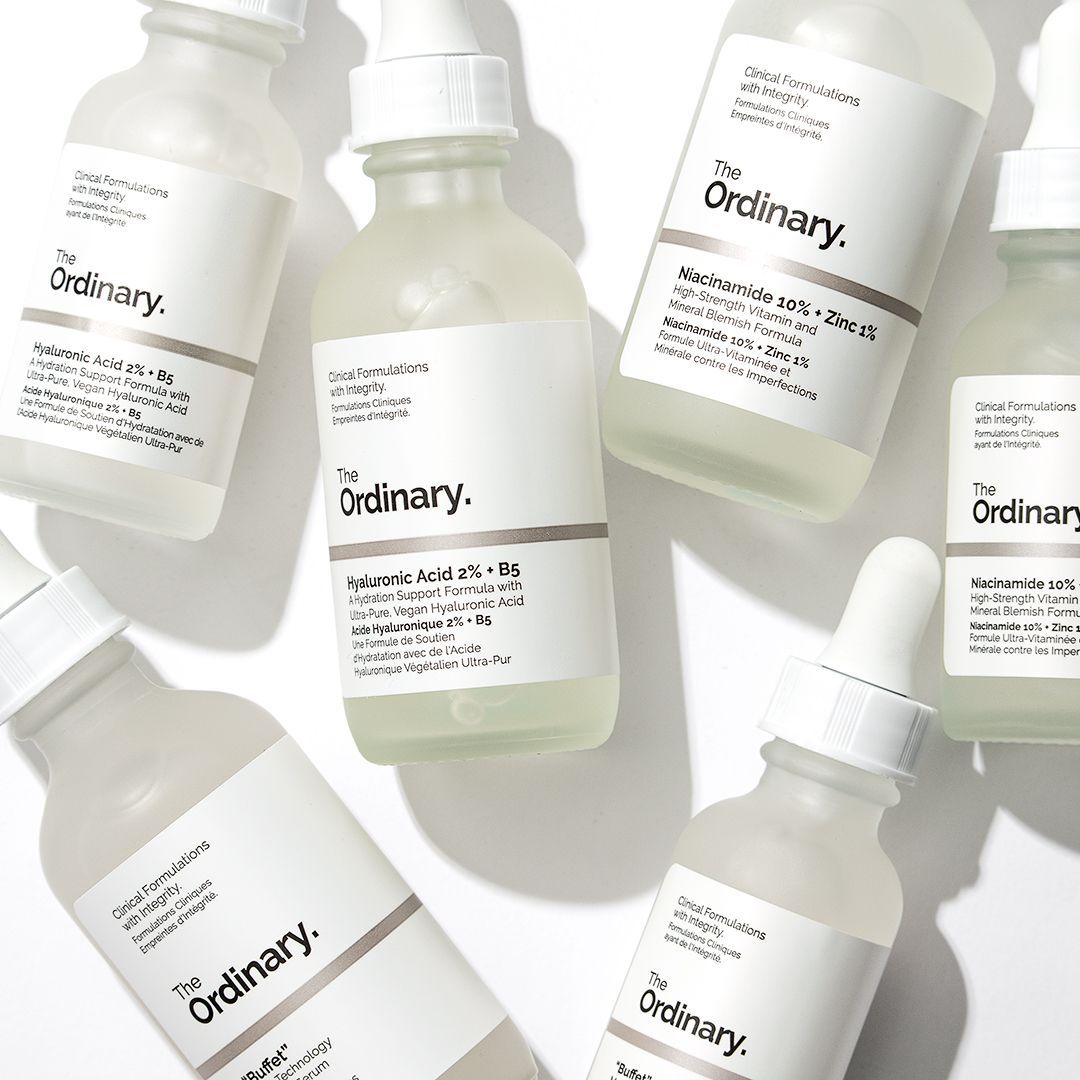 Clinical Formulations
with Integrity.
Formulations Cliniques
ayant de l'Intégrité
The
Ordinary.
Hyaluronic Acid 2% + B5
A Hydration Support Formula with
Ultra-Pure, Vegan Hyaluronic Acid
Acide Hyaluronique 2% + B5
Une Formule de Soutien d'Hydratation avec de
l'Acide Hyaluronique Végétalien Ultra-Pur
Clinical Formulations
with Integrity.
Formulations Cliniques
Empreintes d'Intégrité.
The
Ordinary.
Hyaluronic Acid 2% + B5
A Hydration Support Formula with
Ultra-Pure, Vegan Hyaluronic Acid
Acide Hyaluronique 2% + B5
Une Formule de Soutien
d'Hydratation avec de l'Acide
Hyaluronique Végétalien Ultra-Pur
Clinical Formulations
with Integrity.
Formulations Cliniques
Empreintes d'Intégrité.
The
Ordinary.
Niacinamide 10% + Zinc 1%
High-Strength Vitamin and
Mineral Blemish Formula
Niacinamide 10% + Zinc 1%
Formule Ultra-Vitaminée et
Minérale contre les Imperfections
Clinical Formulations
with Integrity.
Formulations Cliniques
ayant de l'Intégrité.
The
Ordinary
Niacinamide 10%
High-Strength Vitamin
Mineral Blemish Formu
Niacinamide 10% + Zinc 1
Formule Ultra-Vitaminée
Minérale contre les Imper
Clinical Formulations
with Integrity.
Formulations Cliniques
Empreintes d'Intégrité.
The
Ordinary.
"Buffet"
Technology
Serum
Clinical Formulations
with Integrity.
Formulations Cliniques
ayant de l'Intégrité.
The
Ordinary.
"Buffet"